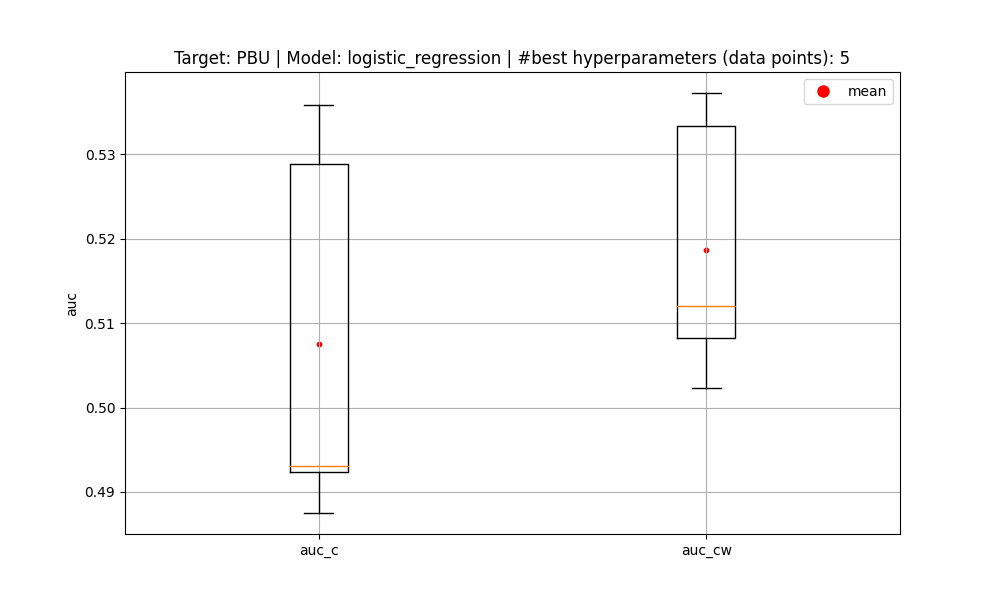 Target: PBU | Model: logistic_regression | #best hyperparameters (data points): 5
mean
auc
0.53
0.52
0.51
0.50
0.49
auc_c
auc_cw